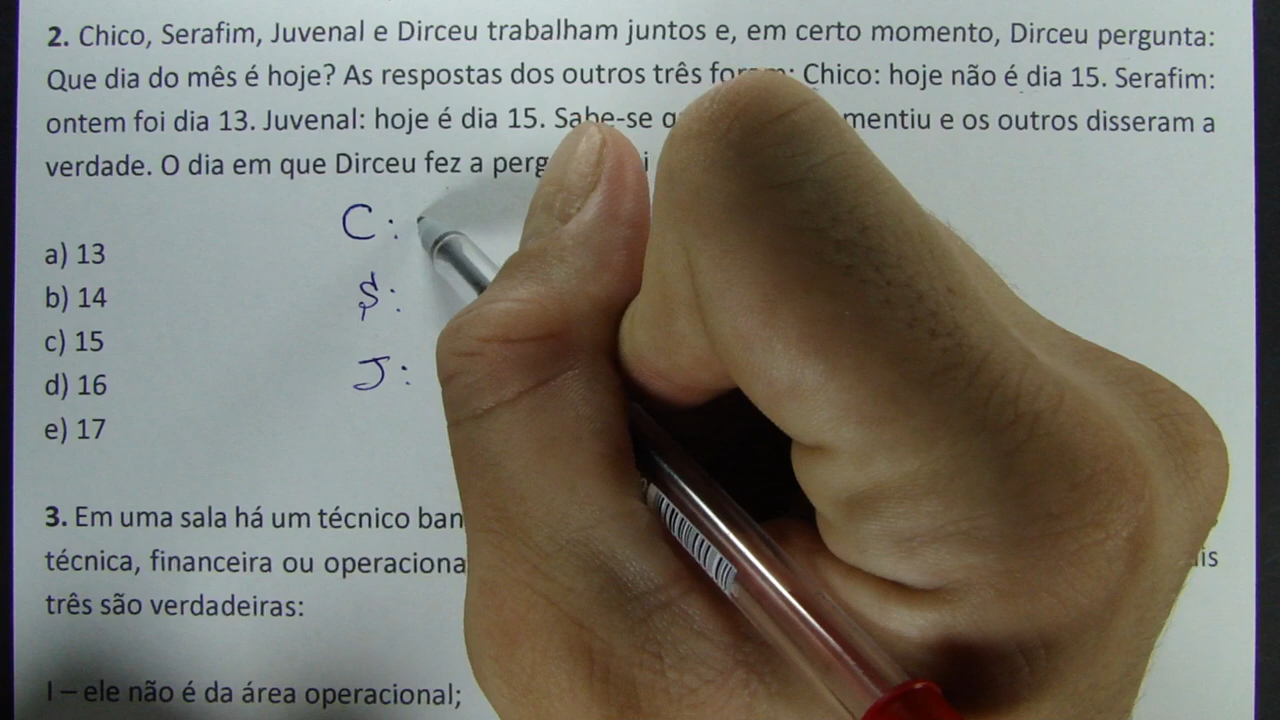 2. Chico, Serafim, Juvenal e Dirceu trabalham juntos e, em certo momento, Dirceu pergunta:
Que dia do mês é hoje? As respostas dos outros três foram: Chico: hoje não é dia 15. Serafim:
ontem foi dia 13. Juvenal: hoje é dia 15. Sabe-se mentiu e os outros disseram a
verdade. O dia em que Dirceu fez a
C:
a) 13
S:
b) 14
c) 15
J:
d) 16
e) 17
3. Em uma sala há um técnico
técnica, financeira ou
três são verdadeiras:
I – ele não é da área operacional;